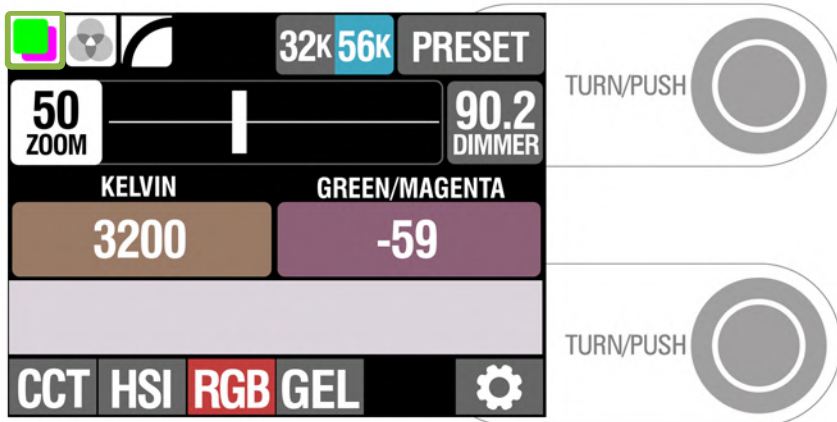 32K 56K PRESET
TURN/PUSH
50
ZOOM
90.2
DIMMER
KELVIN GREEN/MAGENTA
3200 -59
TURN/PUSH
CCT HSI RGB GEL